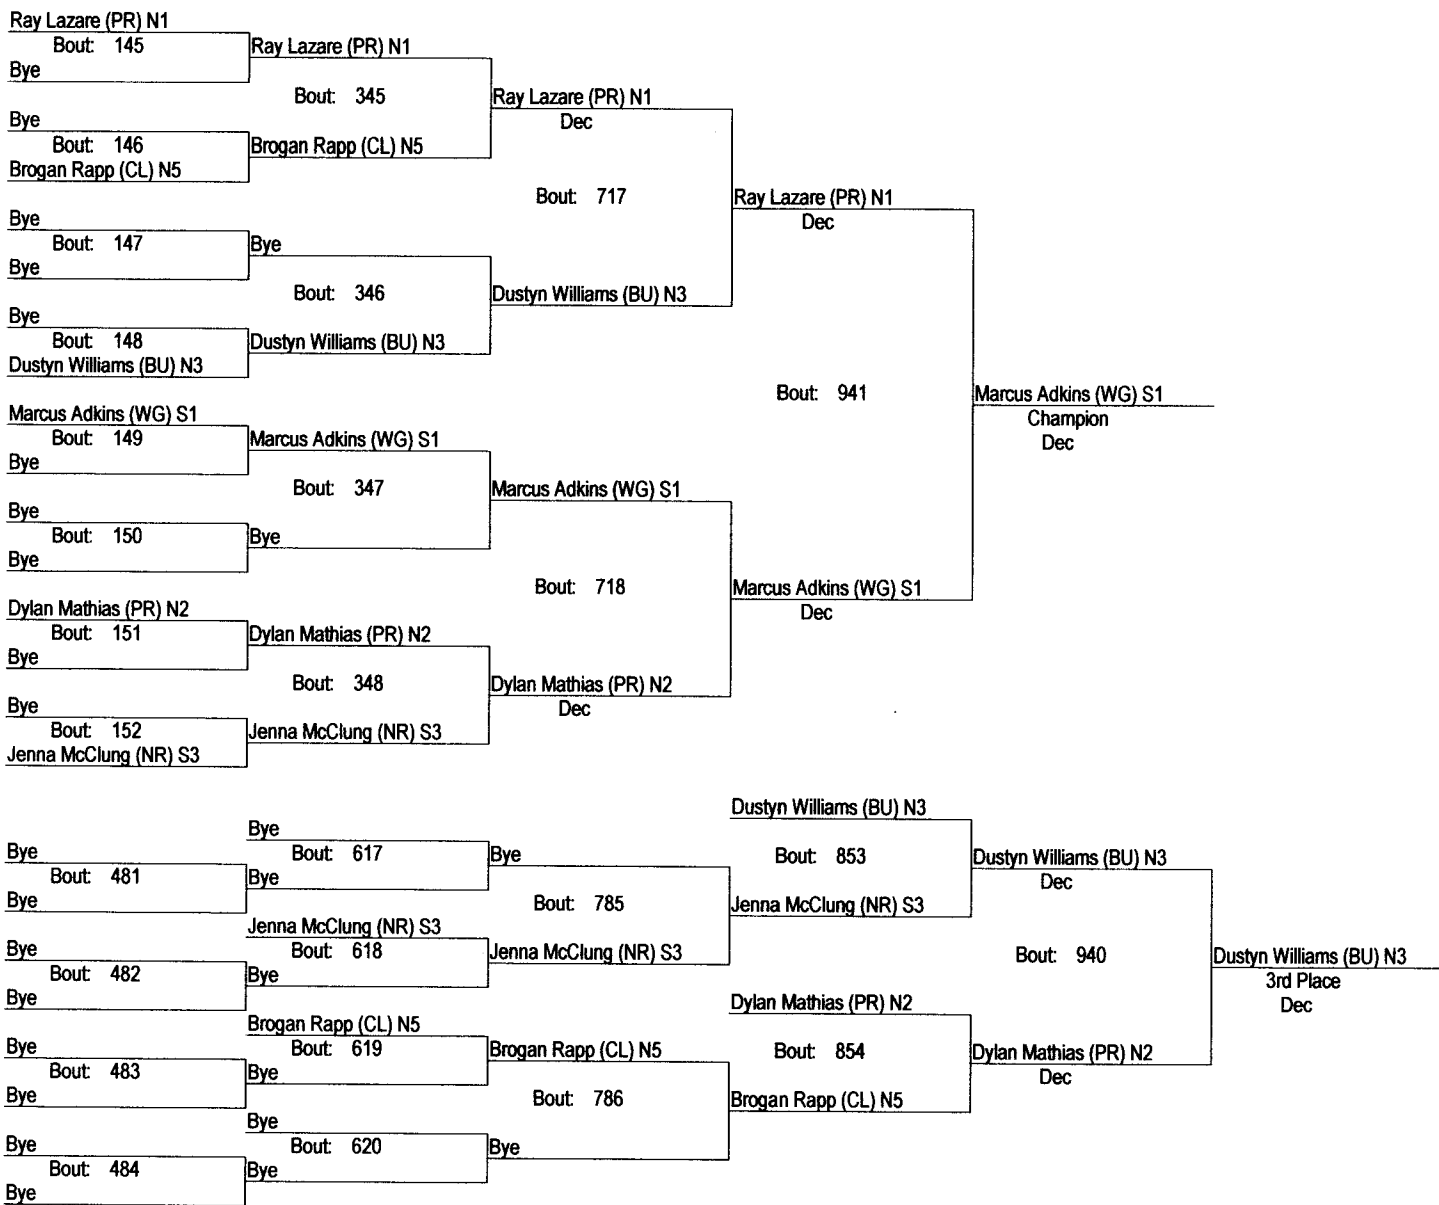 Ray Lazare (PR) N1
Bout: 145
Bye
Ray Lazare (PR) N1
Bout: 345
Bye
Bout: 146
Brogan Rapp (CL) N5
Brogan Rapp (CL) N5
Ray Lazare (PR) N1
Dec
Bout: 717
Bye
Bout: 147
Bye
Bye
Bout: 346
Bye
Bout: 148
Dustyn Williams (BU) N3
Dustyn Williams (BU) N3
Dustyn Williams (BU) N3
Ray Lazare (PR) N1
Dec
Bout: 941
Marcus Adkins (WG) S1
Bout: 149
Bye
Marcus Adkins (WG) S1
Bout: 347
Bye
Bout: 150
Bye
Bye
Marcus Adkins (WG) S1
Bout: 718
Dylan Mathias (PR) N2
Bout: 151
Bye
Dylan Mathias (PR) N2
Bout: 348
Bye
Bout: 152
Jenna McClung (NR) S3
Jenna McClung (NR) S3
Dylan Mathias (PR) N2
Dec
Marcus Adkins (WG) S1
Dec
Marcus Adkins (WG) S1
Champion
Dec
Bye
Bout: 481
Bye
Bye
Bout: 617
Bye
Bye
Bout: 785
Bye
Bout: 482
Bye
Jenna McClung (NR) S3
Bout: 618
Bye
Jenna McClung (NR) S3
Dustyn Williams (BU) N3
Bout: 853
Jenna McClung (NR) S3
Dustyn Williams (BU) N3
Dec
Bout: 940
Bye
Bout: 483
Bye
Brogan Rapp (CL) N5
Bout: 619
Bye
Brogan Rapp (CL) N5
Bout: 786
Bye
Bout: 484
Bye
Bye
Bout: 620
Bye
Bye
Dylan Mathias (PR) N2
Bout: 854
Brogan Rapp (CL) N5
Dylan Mathias (PR) N2
Dec
Dustyn Williams (BU) N3
3rd Place
Dec